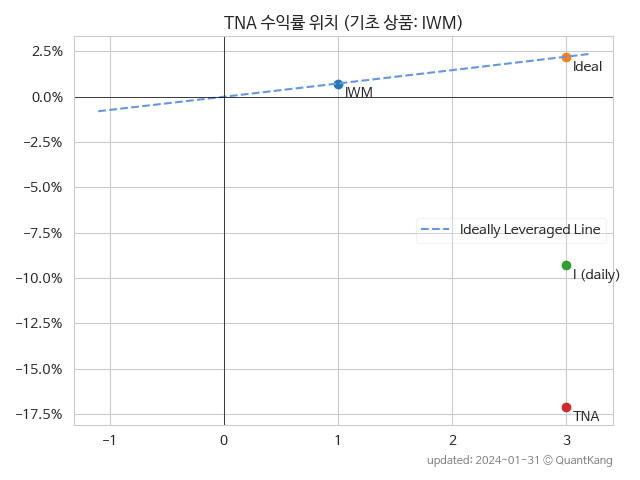 TNA 수익률 위치 (기초 상품: IWM)
2.5%
0.0%
−2.5%
−5.0%
−7.5%
−10.0%
−12.5%
−15.0%
−17.5%
Ideal
IWM
Ideally Leveraged Line
I (daily)
TNA
−1
0
1
2
3
updated: 2024-01-31 © QuantKang